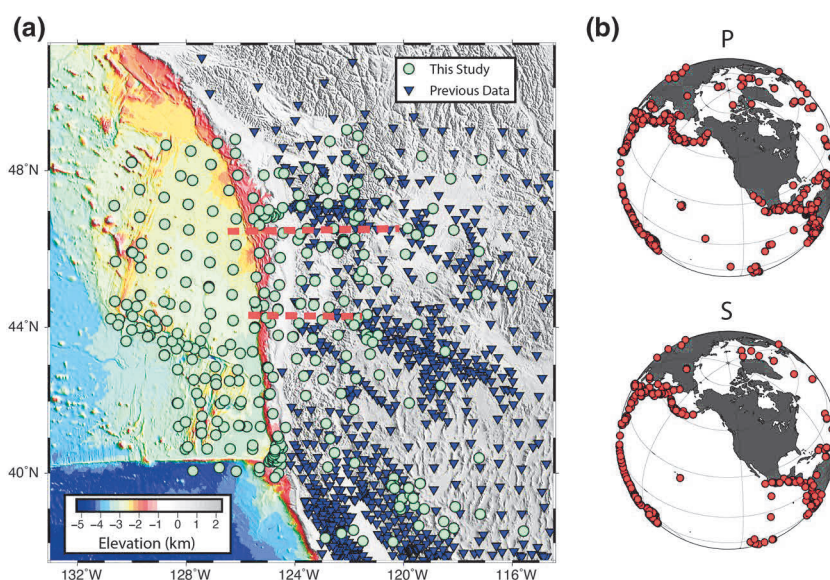 (a)
This Study
Previous Data
48°N
44°N
40°N
-5 -4 -3 -2 -1 0 1 2
Elevation (km)
132°W 128°W 124°W 120°W 116°W
(b)
P
S